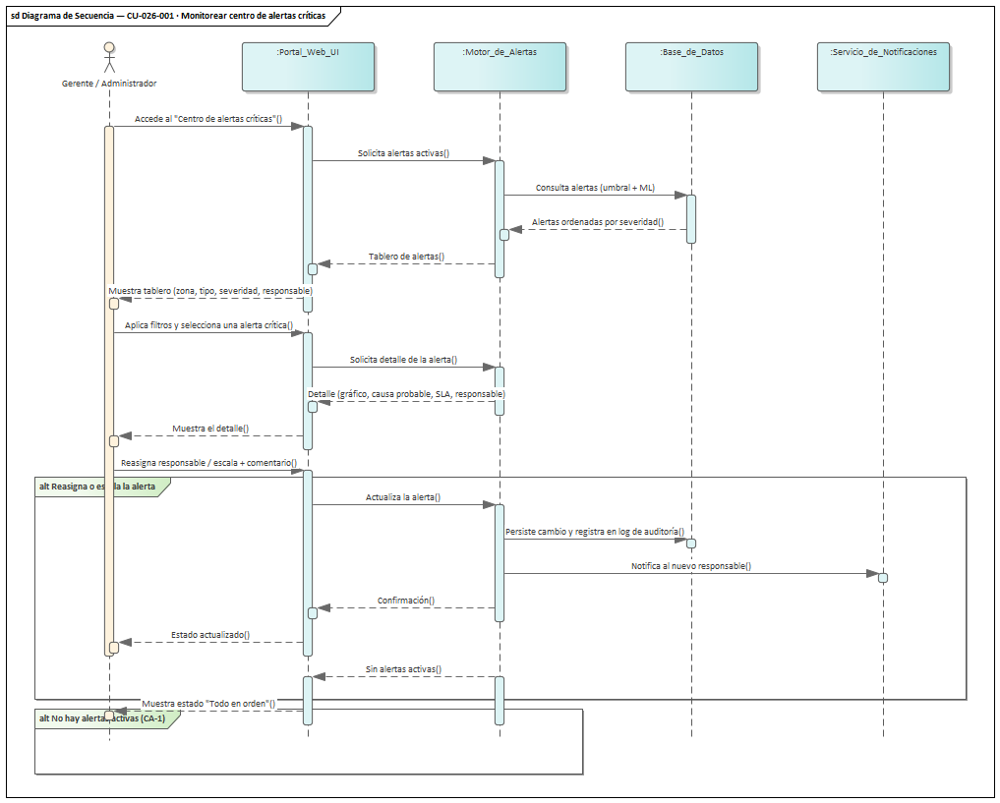 sd Diagrama de Secuencia — CU-026-001 · Monitorear centro de alertas críticas
Gerente / Administrador
:Portal_Web_UI
:Motor_de_Alertas
:Base_de_Datos
:Servicio_de_Notificaciones
Accede al "Centro de alertas críticas"()
Solicita alertas activas()
Consulta alertas (umbral + ML)
Alertas ordenadas por severidad()
Tablero de alertas()
Muestra tablero (zona, tipo, severidad, responsable)
Aplica filtros y selecciona una alerta crítica()
Solicita detalle de la alerta()
Detalle (gráfico, causa probable, SLA, responsable)
Muestra el detalle()
Reasigna responsable / escala + comentario()
alt Reasigna o escala la alerta
Actualiza la alerta()
Persiste cambio y registra en log de auditoría()
Notifica al nuevo responsable()
Confirmación()
Estado actualizado()
Sin alertas activas()
Muestra estado "Todo en orden"()
alt No hay alertas activas (CA-1)